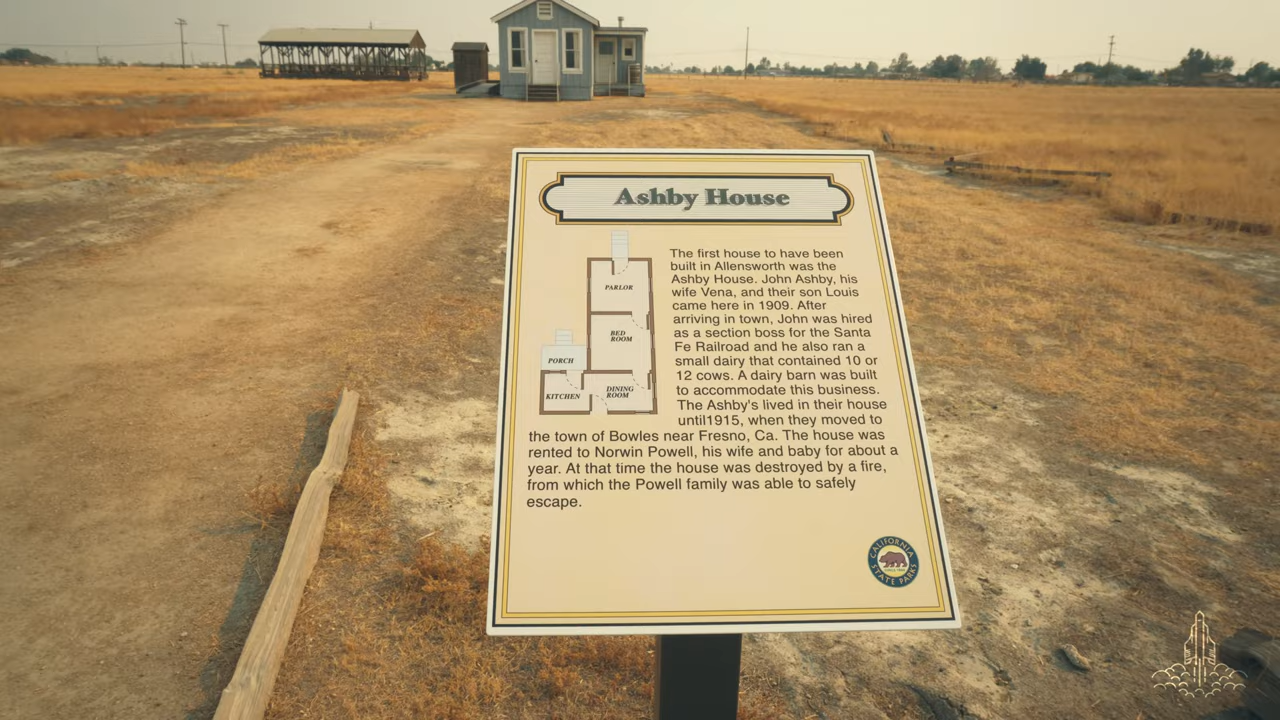 Ashby House
PARLOR
BED
ROOM
PORCH
KITCHEN
DINING
ROOM
The first house to have been
built in Allensworth was the
Ashby House. John Ashby, his
wife Vena, and their son Louis
came here in 1909. After
arriving in town, John was hired
as a section boss for the Santa
Fe Railroad and he also ran a
small dairy that contained 10 or
12 cows. A dairy barn was built
to accommodate this business.
The Ashby's lived in their house
until1915, when they moved to
the town of Bowles near Fresno, Ca. The house was
rented to Norwin Powell, his wife and baby for about a
year. At that time the house was destroyed by a fire,
from which the Powell family was able to safely
escape.
CALIFORNIA
STATE PARKS